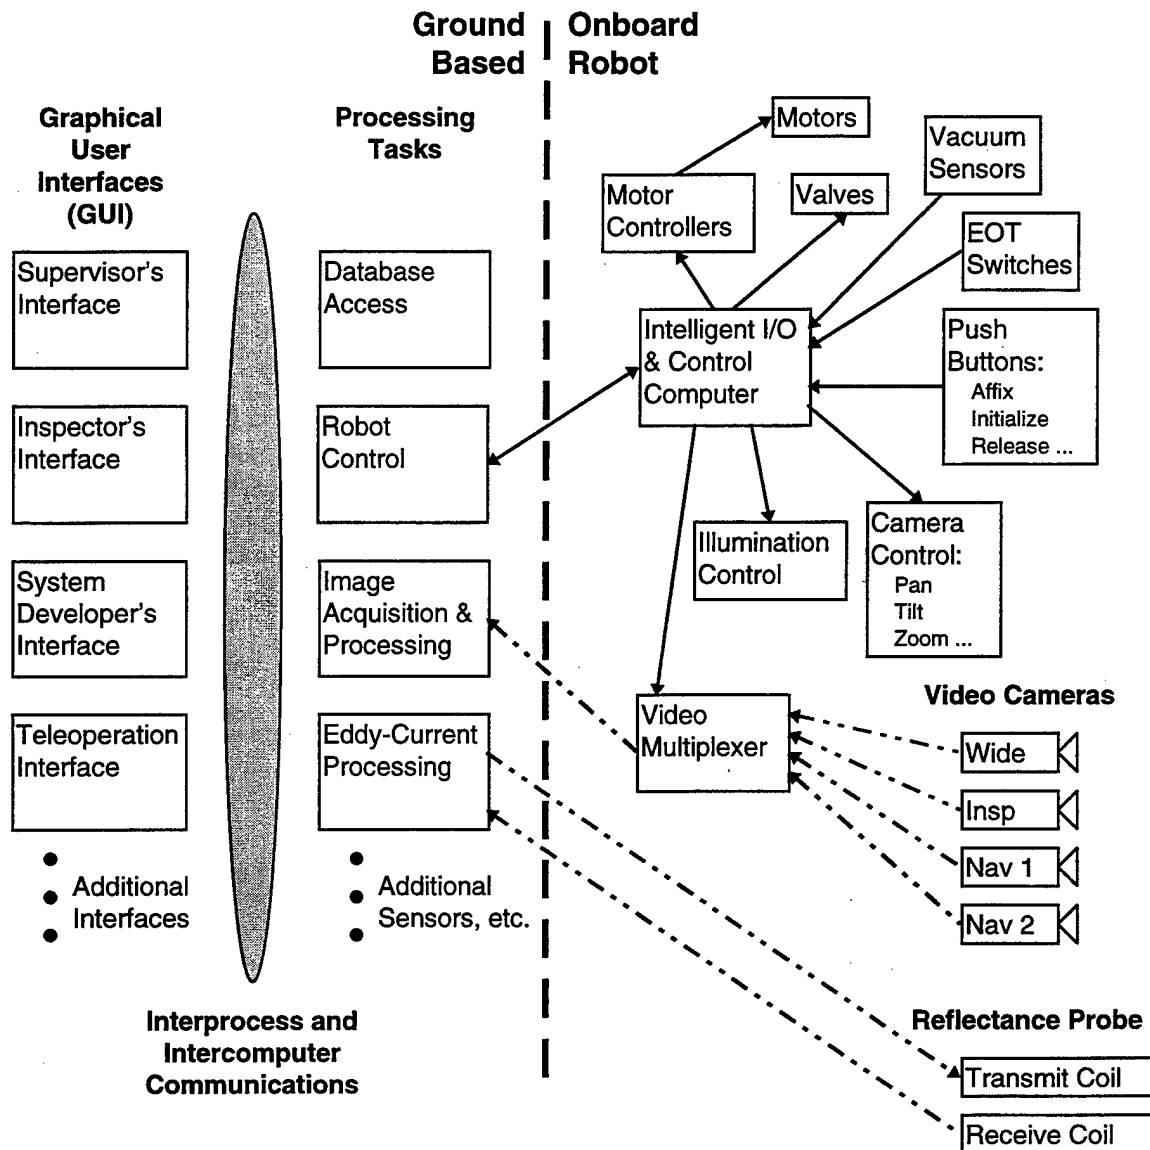 Ground
Based
Onboard
Robot
Graphical
User
Interfaces
(GUI)
Processing
Tasks
Supervisor's
Interface
Inspector's
Interface
System
Developer's
Interface
Teleoperation
Interface
Additional
Interfaces
Database
Access
Robot
Control
Image
Acquisition &
Processing
Eddy-Current
Processing
Additional
Sensors, etc.
Interprocess and
Intercomputer
Communications
Motors
Motor
Controllers
Valves
Vacuum
Sensors
EOT
Switches
Intelligent I/O
& Control
Computer
Push
Buttons:
Affix
Initialize
Release ...
Illumination
Control
Camera
Control:
Pan
Tilt
Zoom ...
Video
Multiplexer
Video Cameras
Wide
Insp
Nav 1
Nav 2
Reflectance Probe
Transmit Coil
Receive Coil